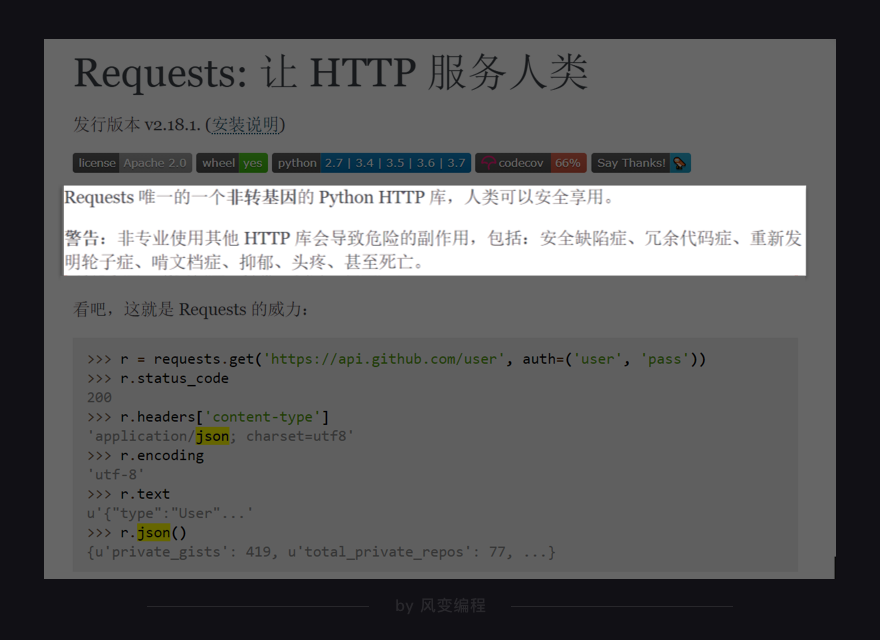 Requests: 让 HTTP 服务人类
发行版本 v2.18.1. (安装说明)
license Apache 2.0 wheel yes python 2.7 | 3.4 | 3.5 | 3.6 | 3.7 codecov 66% Say Thanks!
Requests 唯一的一个非转基因的 Python HTTP 库，人类可以安全享用。
警告：非专业使用其他 HTTP 库会导致危险的副作用，包括：安全缺陷症、冗余代码症、重新发
明轮子症、啃文档症、抑郁、头疼、甚至死亡。
看吧，这就是 Requests 的威力：
>>> r = requests.get('https://api.github.com/user', auth=('user', 'pass'))
>>> r.status_code
200
>>> r.headers['content-type']
'application/json; charset=utf8'
>>> r.encoding
'utf-8'
>>> r.text
u'{"type":"User"...'
>>> r.json()
{u'private_gists': 419, u'total_private_repos': 77, ...}
by 风变编程